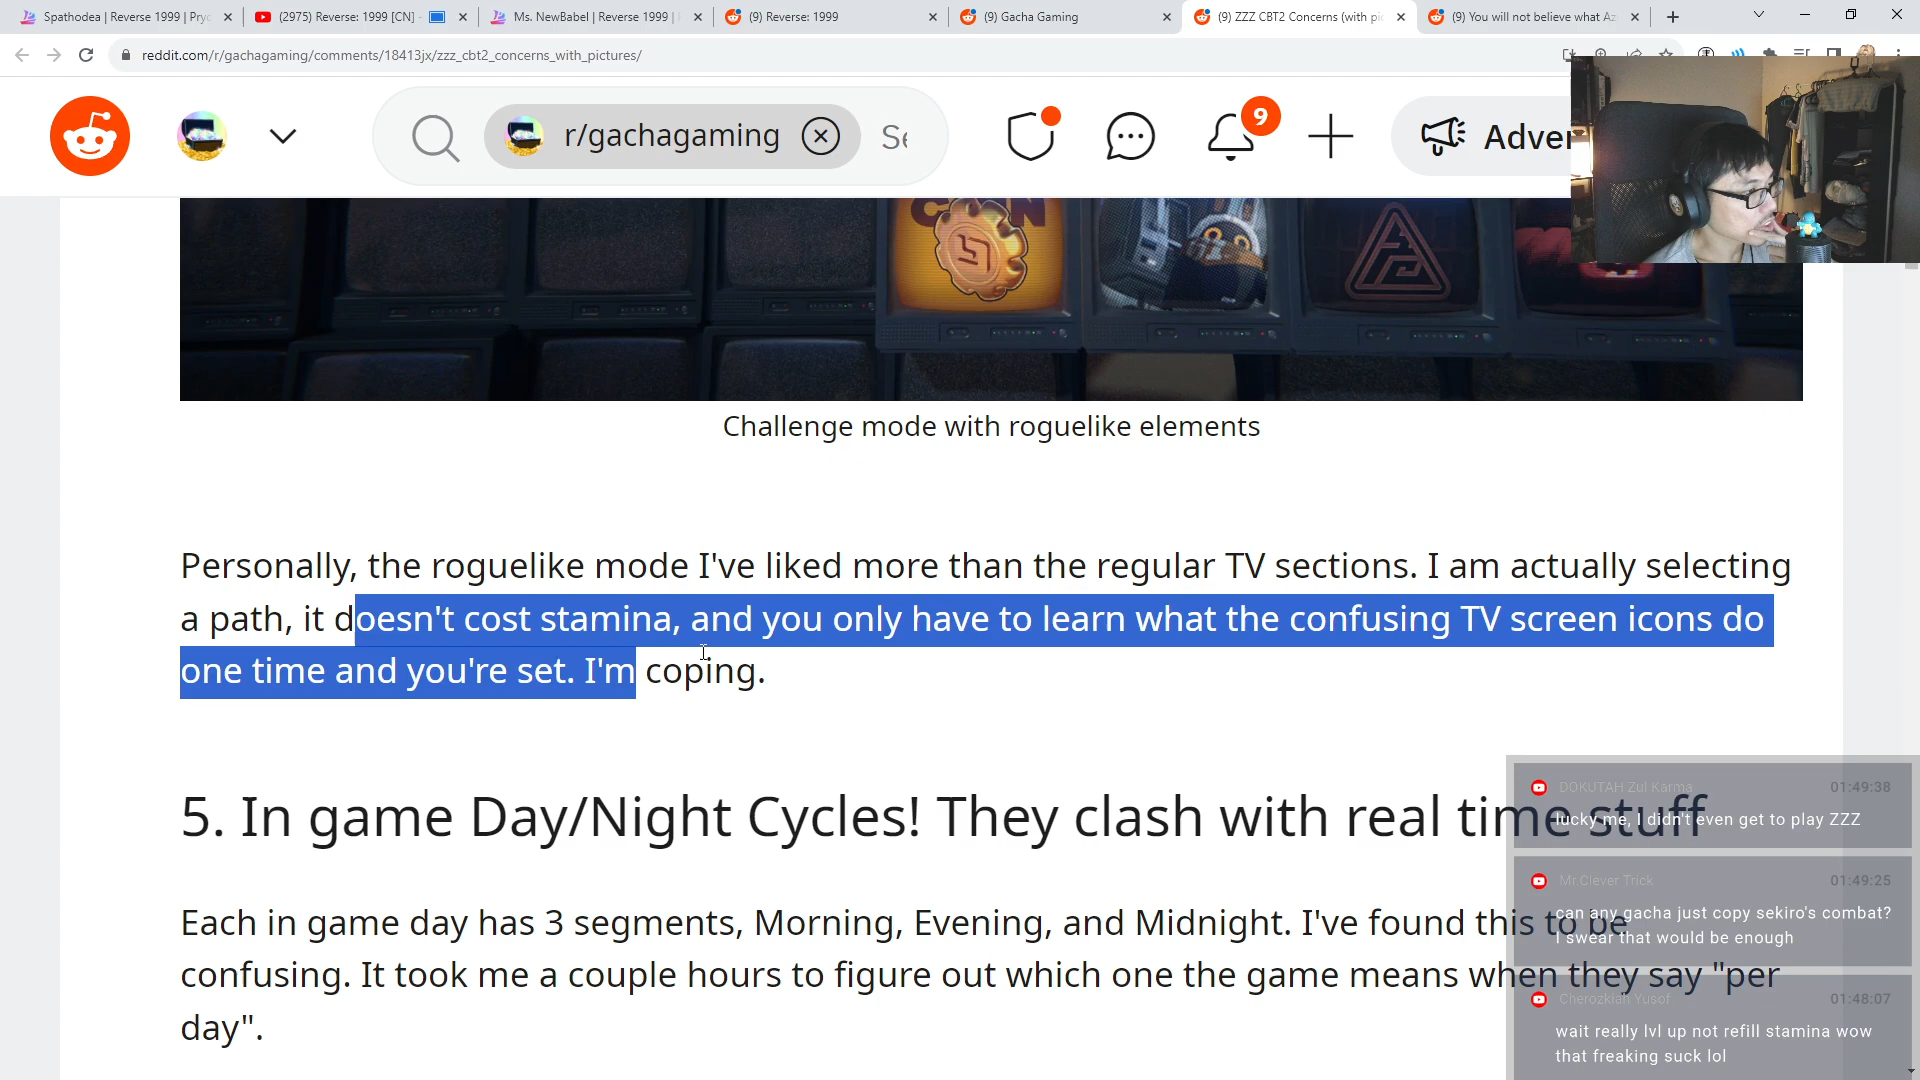 Spathodea | Reverse 1999 | Pryc
(2975) Reverse: 1999 [CN]
Ms. NewBabel | Reverse 1999 |
(9) Reverse: 1999
(9) Gacha Gaming
(9) ZZZ CBT2 Concerns (with pic
(9) You will not believe what Az
reddit.com/r/gachagaming/comments/18413jx/zzz_cbt2_concerns_with_pictures/
r/gachagaming
Se
9
Adver
Challenge mode with roguelike elements
Personally, the roguelike mode I've liked more than the regular TV sections. I am actually selecting
a path, it doesn't cost stamina, and you only have to learn what the confusing TV screen icons do
one time and you're set. I'm coping.
5. In game Day/Night Cycles! They clash with real time stuff
Each in game day has 3 segments, Morning, Evening, and Midnight. I've found this to be
confusing. It took me a couple hours to figure out which one the game means when they say "per
day".
DOKUTAH Zul Karma 01:49:38
lucky me, I didn't even get to play ZZZ
Mr.Clever Trick 01:49:25
can any gacha just copy sekiro's combat?
I swear that would be enough
Cherozkiah Yusof 01:48:07
wait really lvl up not refill stamina wow
that freaking suck lol